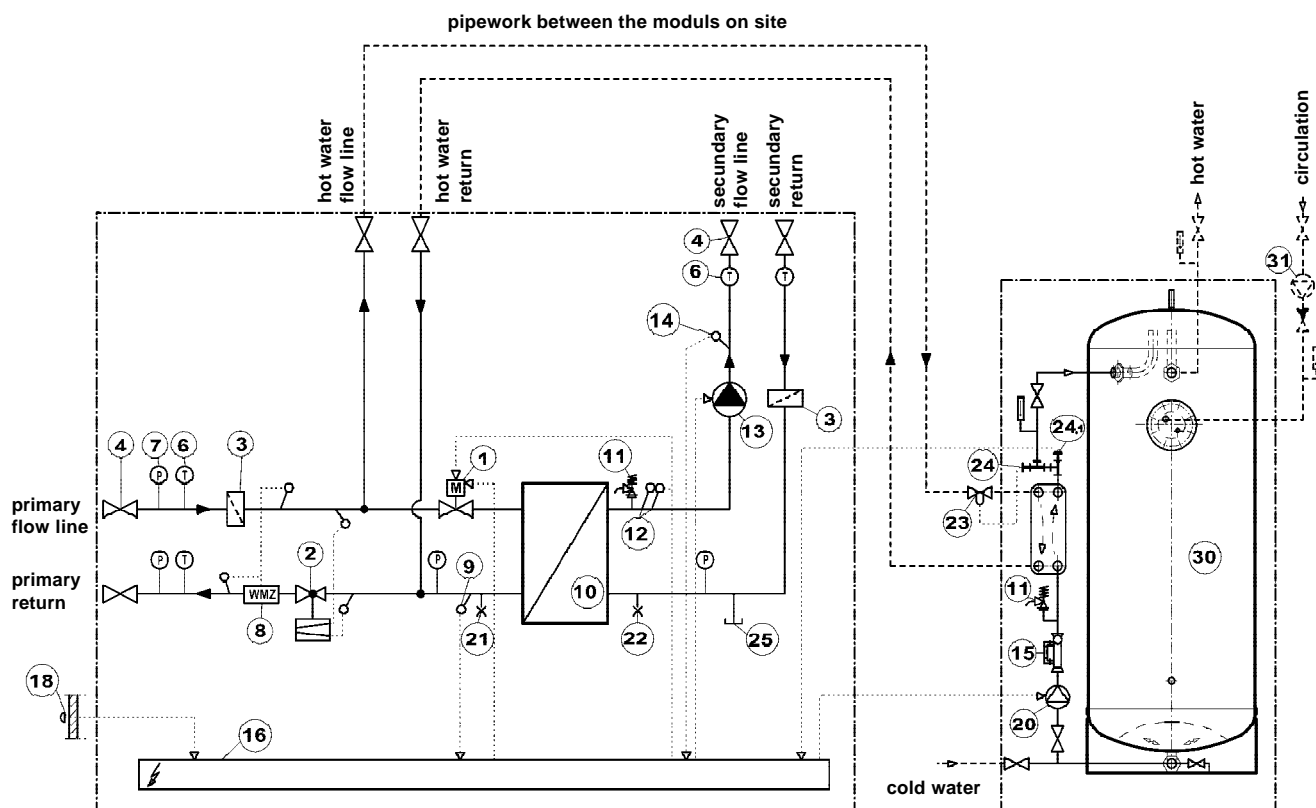 pipework between the moduls on site
hot water
flow line
hot water
return
secundary
flow line
secundary
return
hot water
circulation
4
6
T
T
31
14
13
3
4
7
6
3
P
T
1
M
11
12
24.1
24
23
primary
flow line
primary
return
P
T
2
WMZ
8
P
9
21
10
22
P
25
11
15
20
30
18
16
cold water